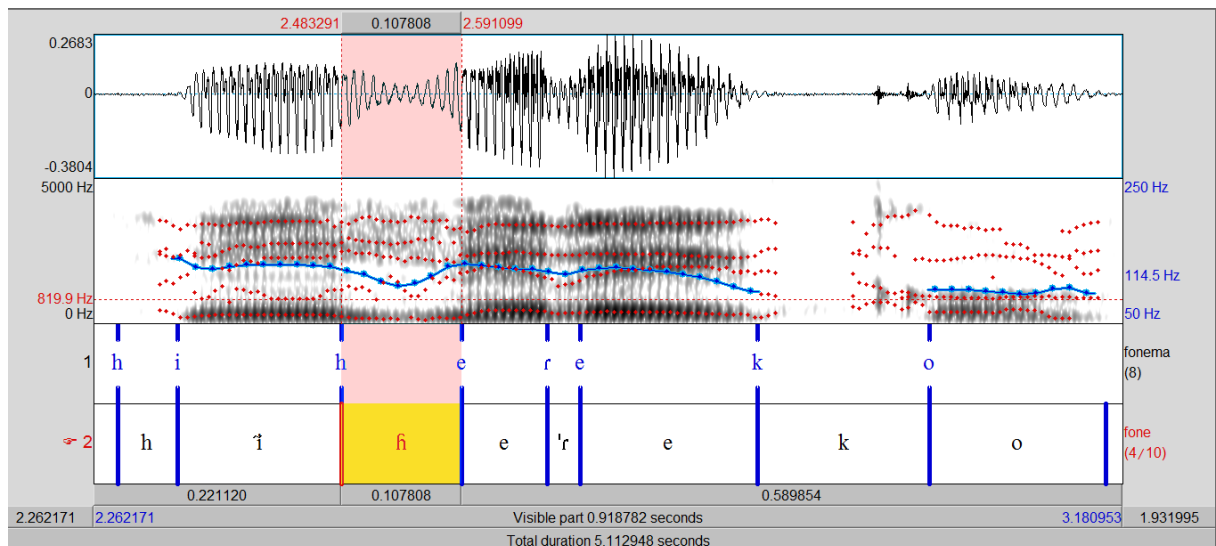 2.483291 0.107808 2.591099
0.2683
0
-0.3804
5000 Hz 250 Hz
819.9 Hz 114.5 Hz
0 Hz 50 Hz
1 h i h e ɾ e k o fonema (8)
☞ 2 h ɦ e ˈɾ e k o fone (4/10)
0.221120 0.107808 0.589854
2.262171 2.262171 Visible part 0.918782 seconds 3.180953 1.931995
Total duration 5.112948 seconds